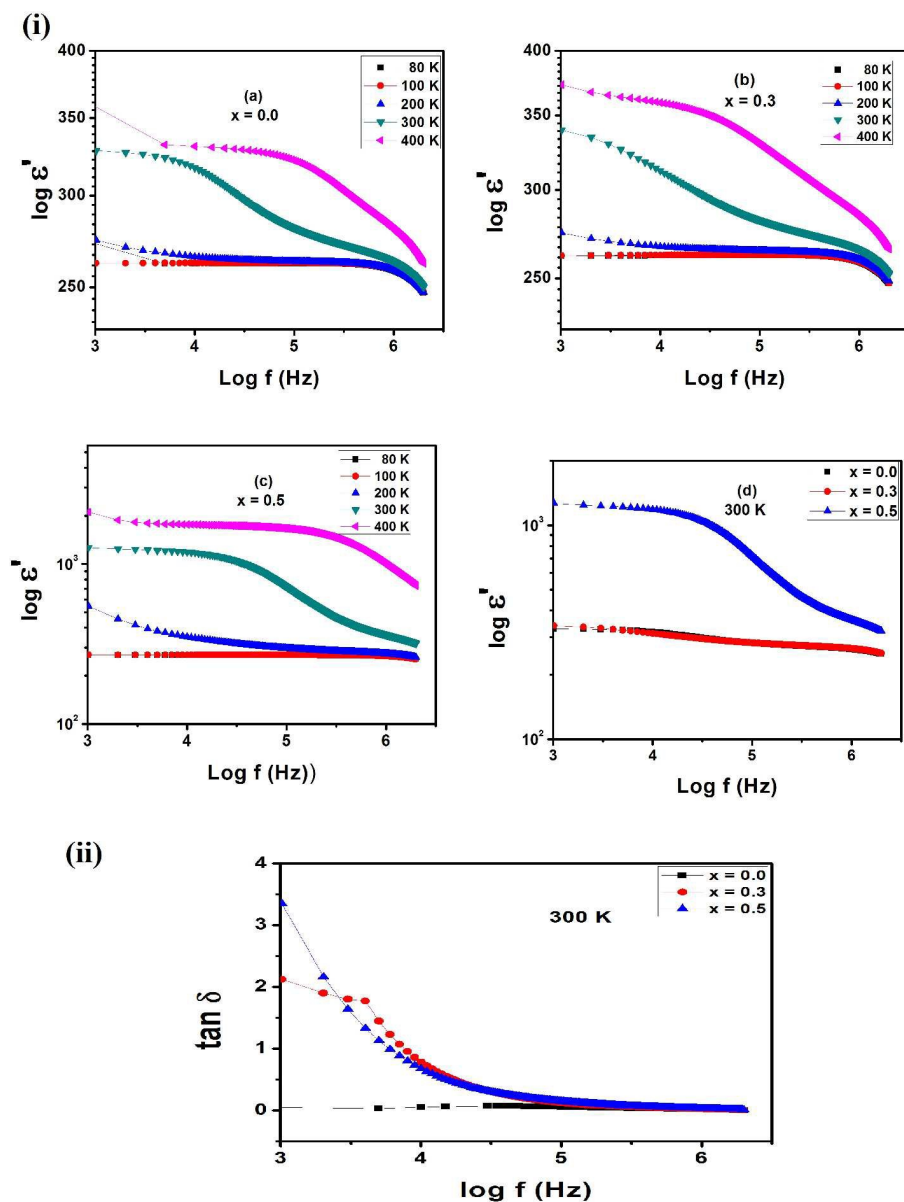 (i)
400
350
300
250
log ε'
(a)
x = 0.0
80 K
100 K
200 K
300 K
400 K
3 4 5 6
Log f (Hz)
400
350
300
250
log ε'
(b)
x = 0.3
80 K
100 K
200 K
300 K
400 K
3 4 5 6
Log f (Hz)
10³
10²
log ε'
(c)
x = 0.5
80 K
100 K
200 K
300 K
400 K
3 4 5 6
Log f (Hz))
10³
10²
log ε'
(d)
300 K
x = 0.0
x = 0.3
x = 0.5
3 4 5 6
Log f (Hz)
(ii)
4
3
2
1
0
tan δ
300 K
x = 0.0
x = 0.3
x = 0.5
3 4 5 6
log f (Hz)